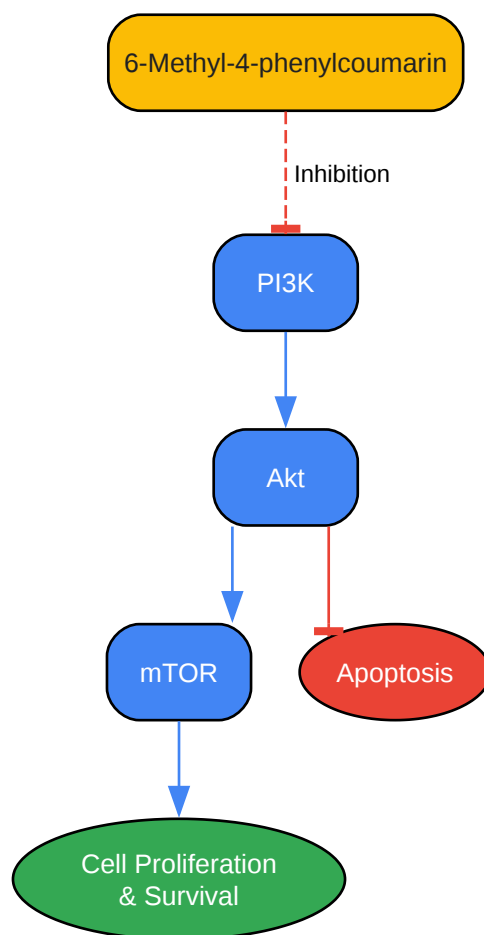 6-Methyl-4-phenylcoumarin
Inhibition
PI3K
Akt
mTOR
Apoptosis
Cell Proliferation
& Survival